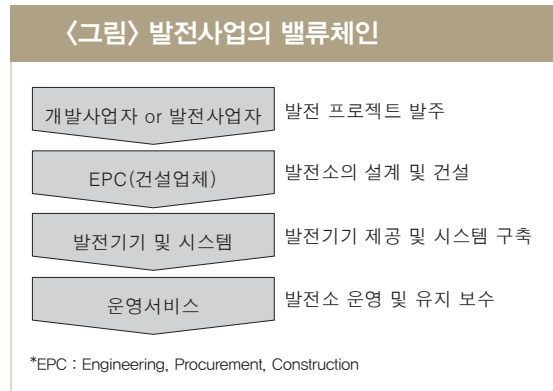 〈그림〉 발전사업의 밸류체인
개발사업자 or 발전사업자 발전 프로젝트 발주
EPC(건설업체) 발전소의 설계 및 건설
발전기기 및 시스템 발전기기 제공 및 시스템 구축
운영서비스 발전소 운영 및 유지 보수
*EPC : Engineering, Procurement, Construction